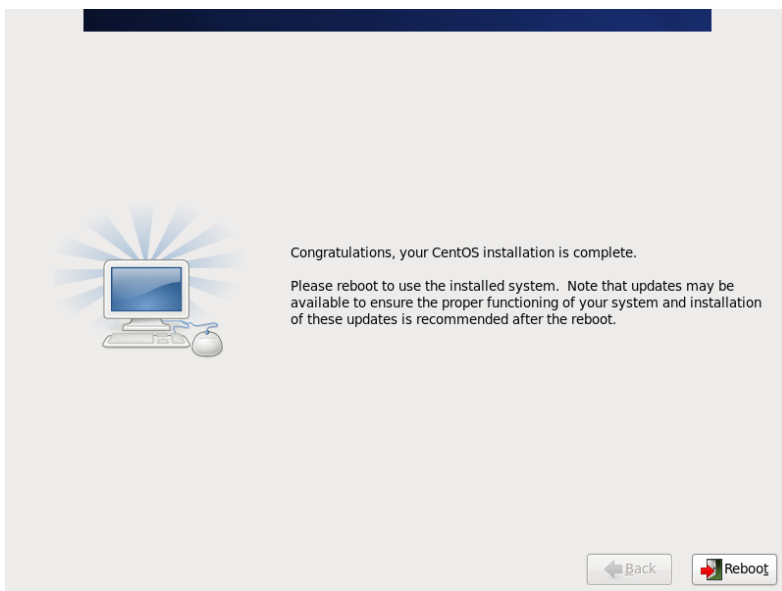 Congratulations, your CentOS installation is complete.
Please reboot to use the installed system.  Note that updates may be
available to ensure the proper functioning of your system and installation
of these updates is recommended after the reboot.
Back
Reboot